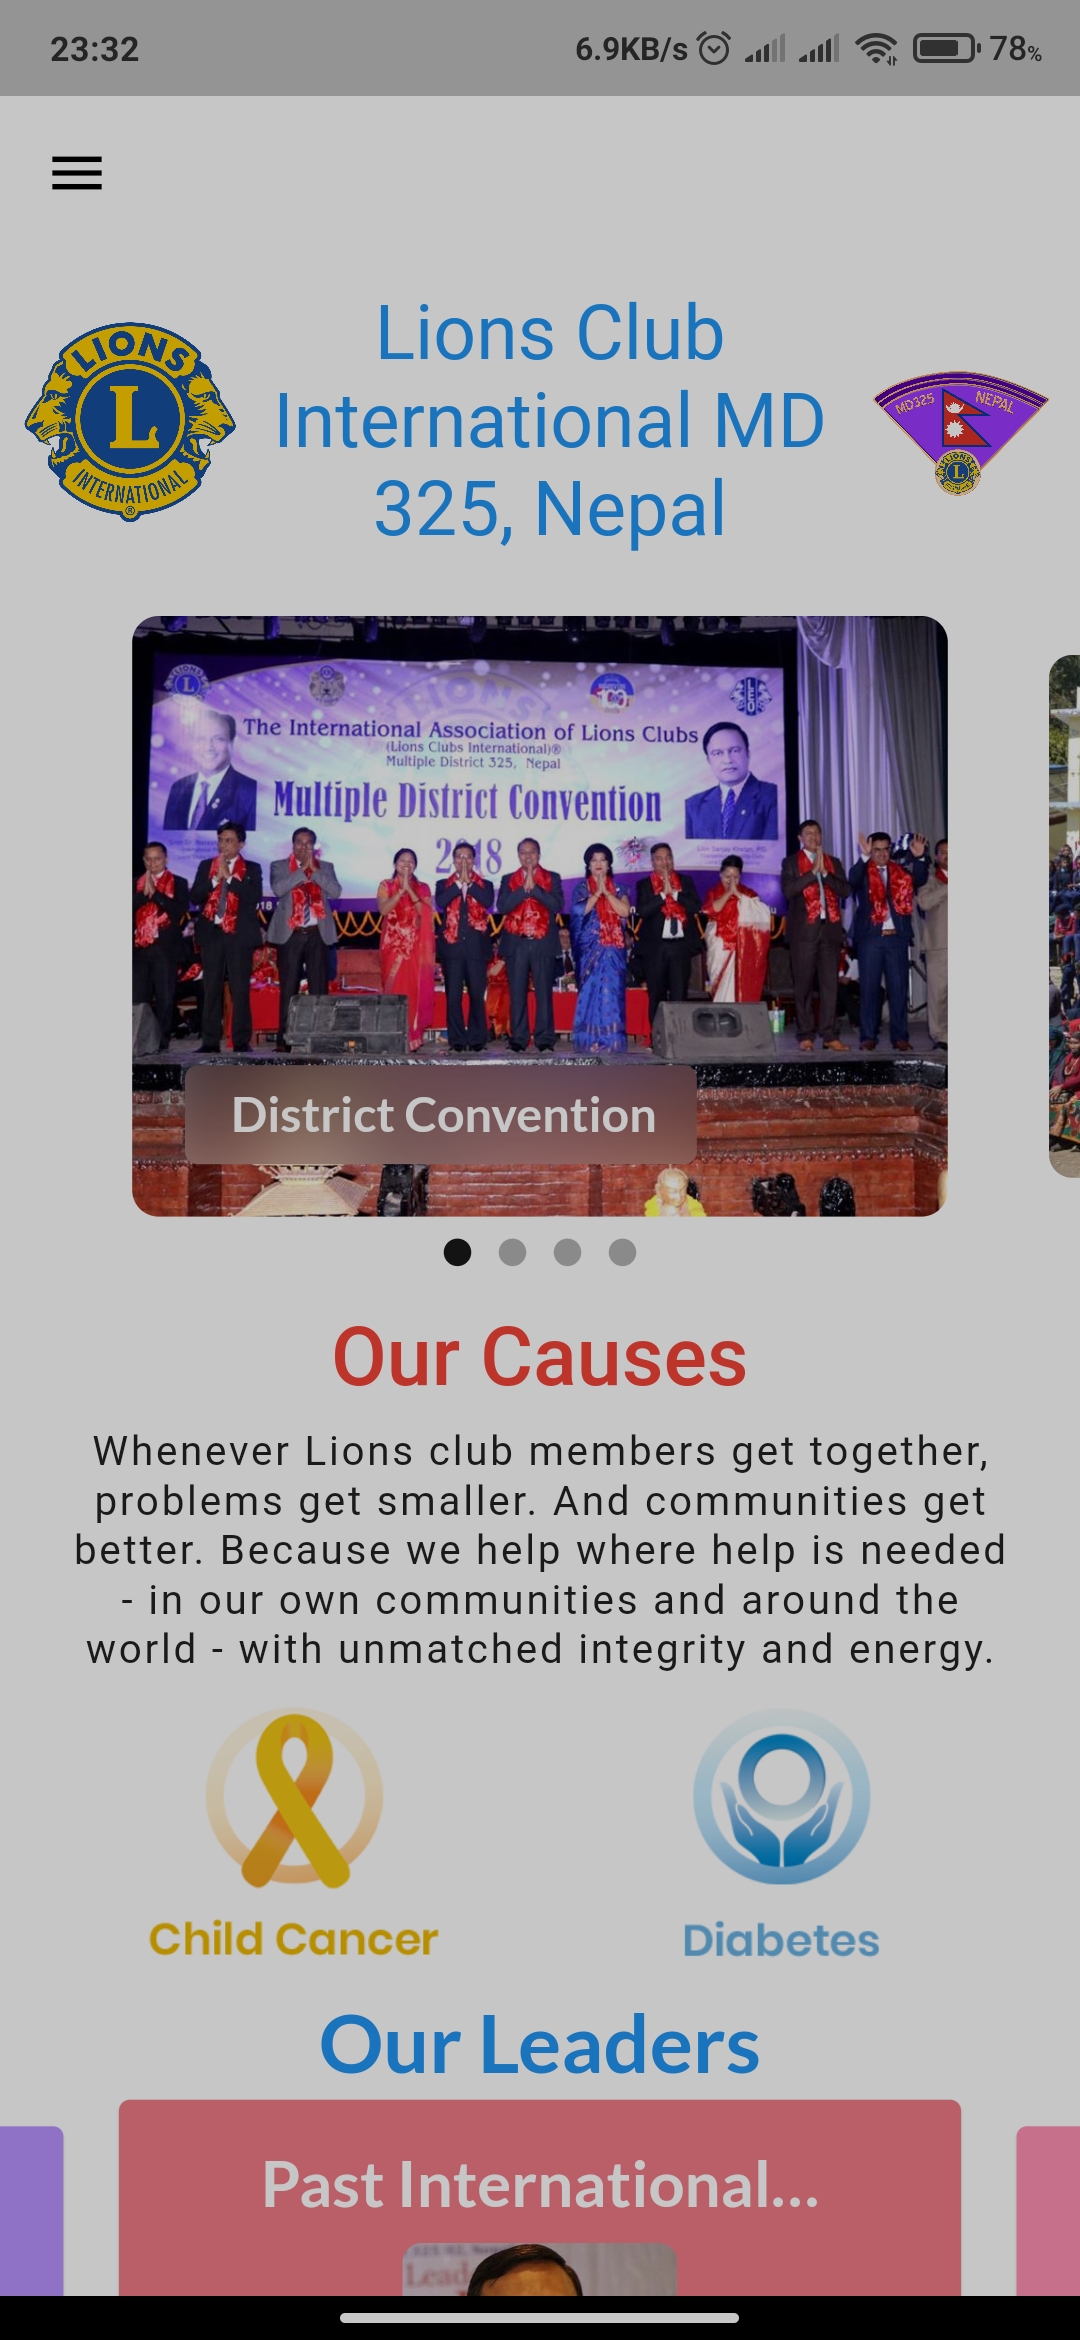 23:32
6.9KB/s
78%
LIONS
L
INTERNATIONAL
®
Lions Club
International MD
325, Nepal
MD325 NEPAL
LIONS
L
The International Association of Lions Clubs
(Lions Clubs International)®
Multiple District 325, Nepal
Multiple District Convention
2018
LEO
District Convention
Our Causes
Whenever Lions club members get together,
problems get smaller. And communities get
better. Because we help where help is needed
- in our own communities and around the
world - with unmatched integrity and energy.
Child Cancer
Diabetes
Our Leaders
Past International...